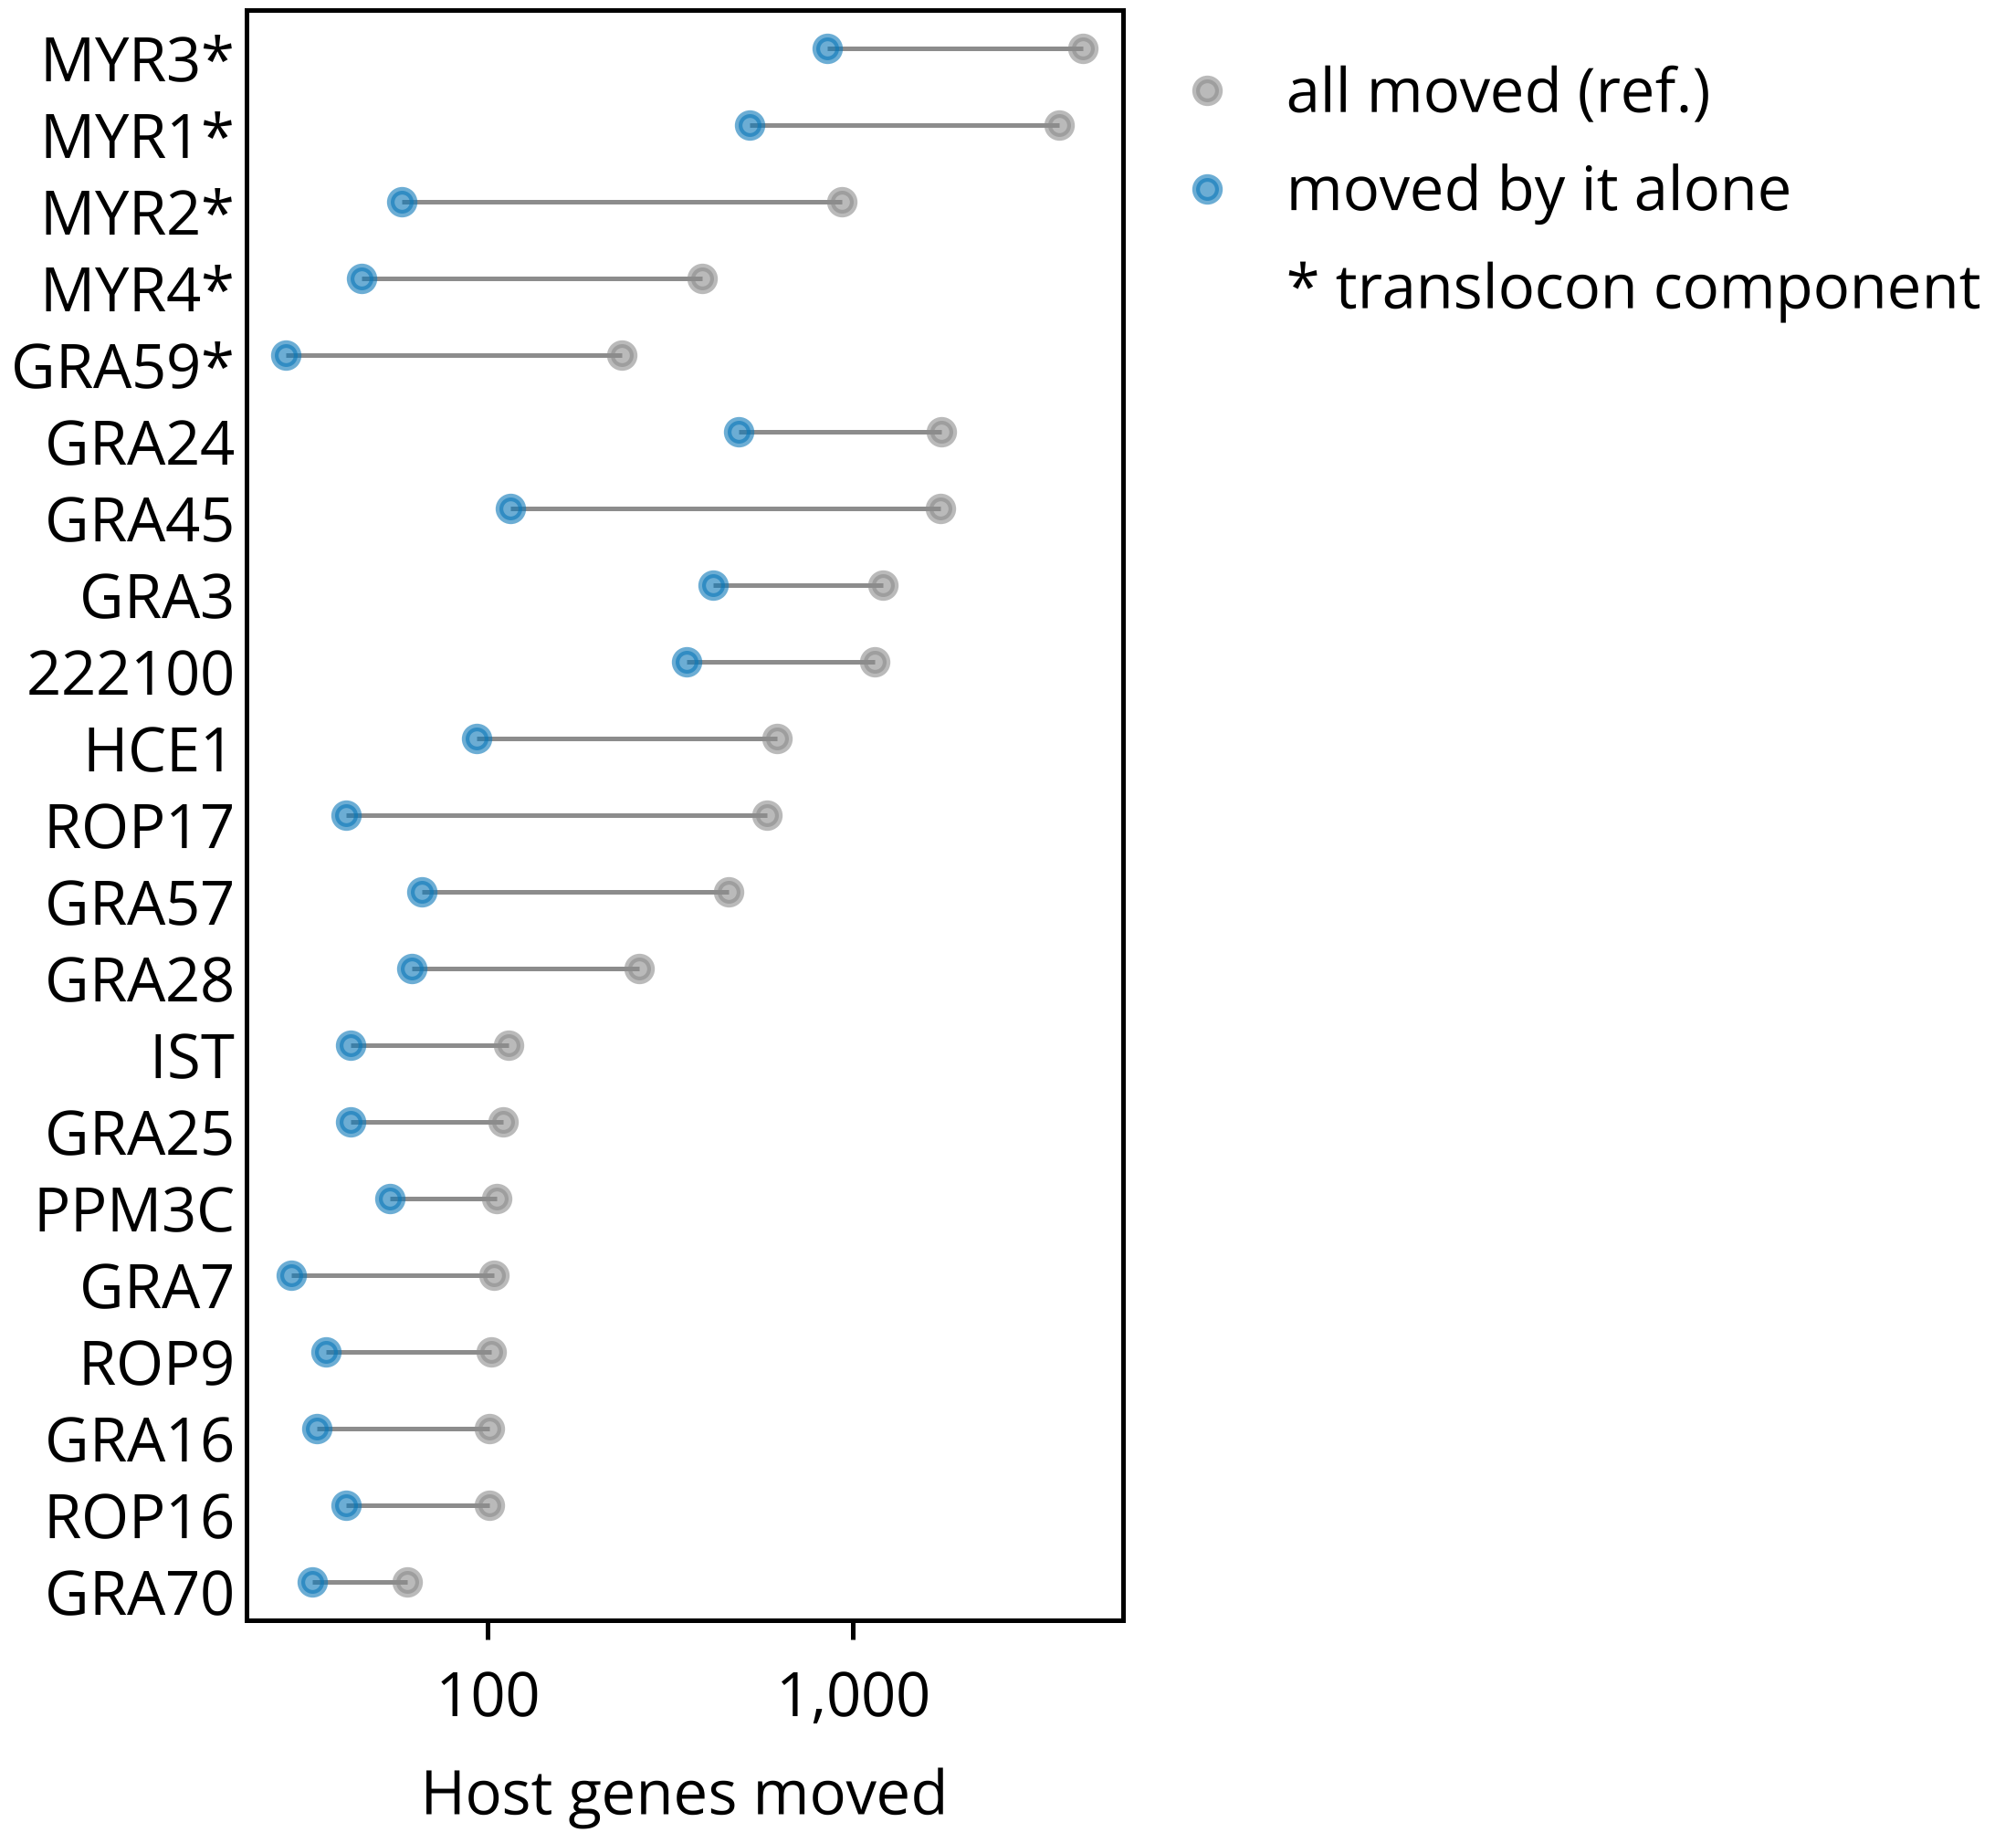 MYR3*
MYR1*
MYR2*
MYR4*
GRA59*
GRA24
GRA45
GRA3
222100
HCE1
ROP17
GRA57
GRA28
IST
GRA25
PPM3C
GRA7
ROP9
GRA16
ROP16
GRA70
100 1,000
Host genes moved
all moved (ref.)
moved by it alone
* translocon component